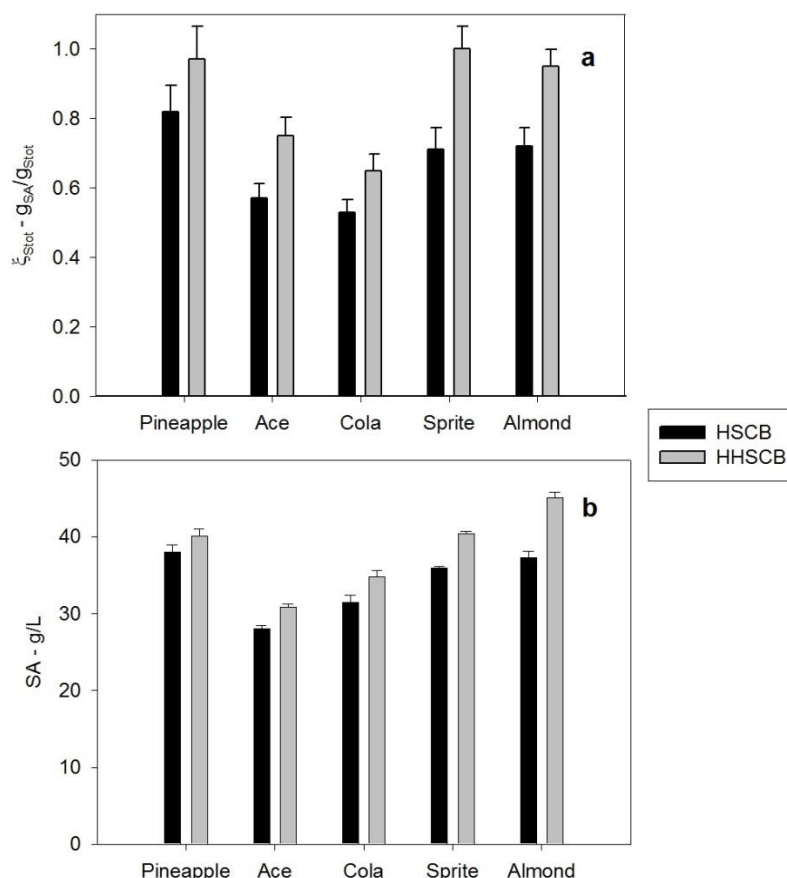 a
1.0
0.8
0.6
0.4
0.2
0.0
ξStot - gSA/gStot
Pineapple Ace Cola Sprite Almond
HSCB
HHSCB
b
50
40
30
20
10
0
SA - g/L
Pineapple Ace Cola Sprite Almond